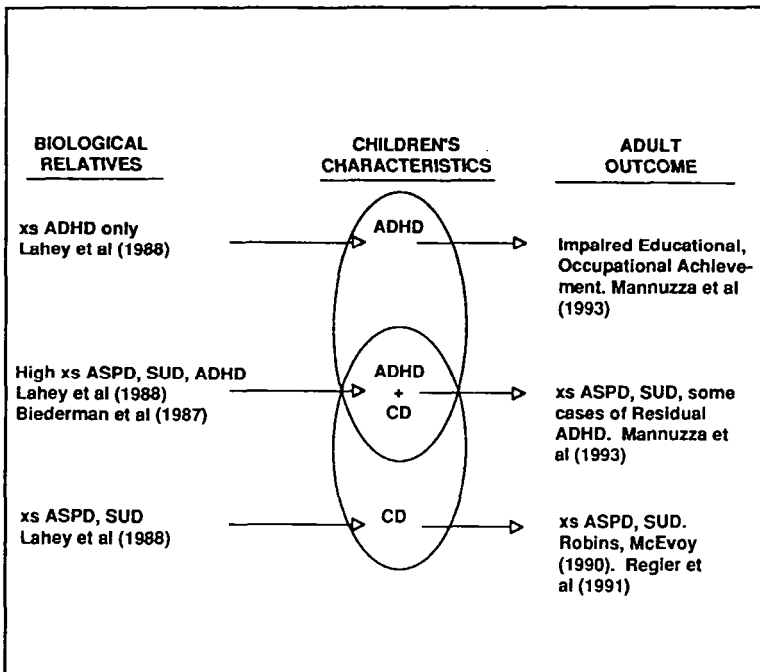 BIOLOGICAL
RELATIVES
xs ADHD only
Lahey et al (1988)
High xs ASPD, SUD, ADHD
Lahey et al (1988)
Biederman et al (1987)
xs ASPD, SUD
Lahey et al (1988)
CHILDREN'S
CHARACTERISTICS
ADHD
ADHD
+
CD
CD
ADULT
OUTCOME
Impaired Educational,
Occupational Achieve-
ment. Mannuzza et al
(1993)
xs ASPD, SUD, some
cases of Residual
ADHD. Mannuzza et
al (1993)
xs ASPD, SUD.
Robins, McEvoy
(1990). Regier et
al (1991)